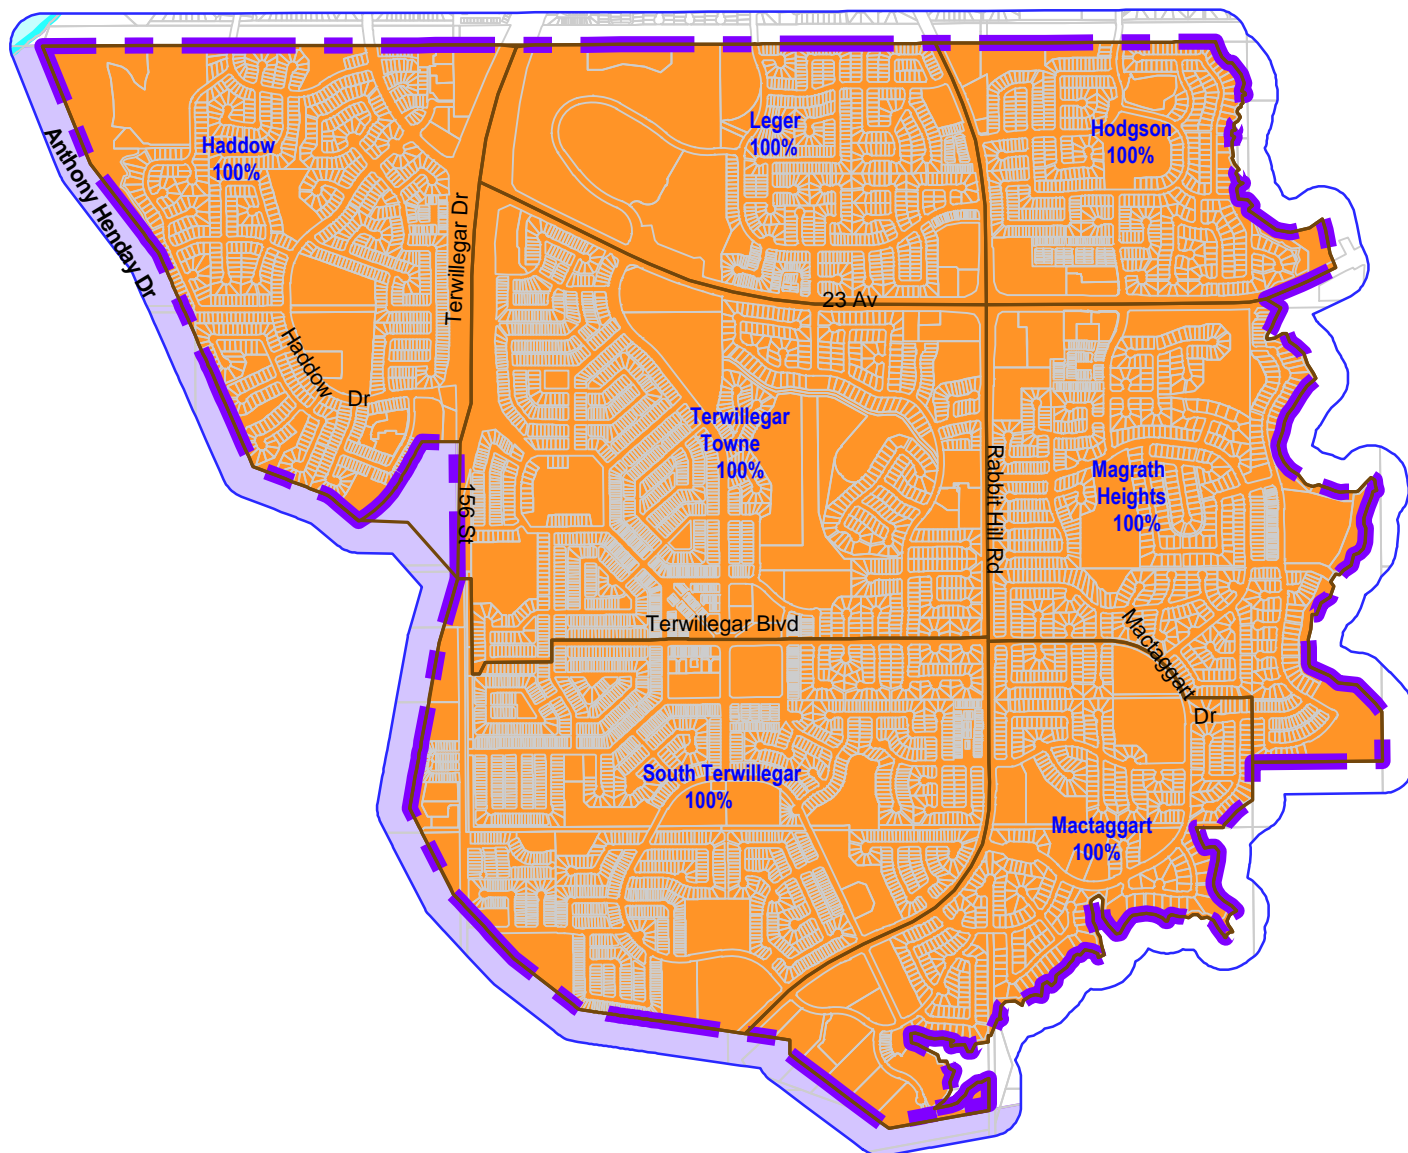 Haddow
100%
Leger
100%
Hodgson
100%
Anthony Henday Dr
Terwillegar Dr
23 Av
Haddow
Dr
Terwillegar
Towne
100%
156 St
Rabbit Hill Rd
Magrath
Heights
100%
Terwillegar Blvd
Mactaggart
Dr
South Terwillegar
100%
Mactaggart
100%